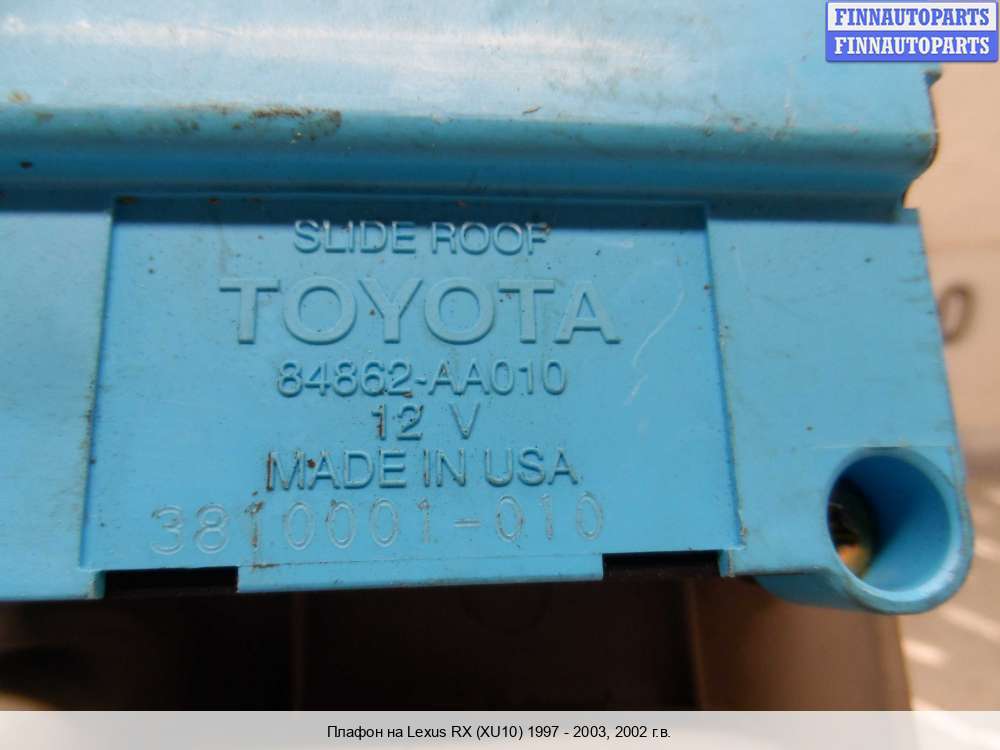 FINNAUTOPARTS
FINNAUTOPARTS
SLIDE ROOF
TOYOTA
84862-AA010
12 V
MADE IN USA
3810001-010
Плафон на Lexus RX (XU10) 1997 - 2003, 2002 г.в.